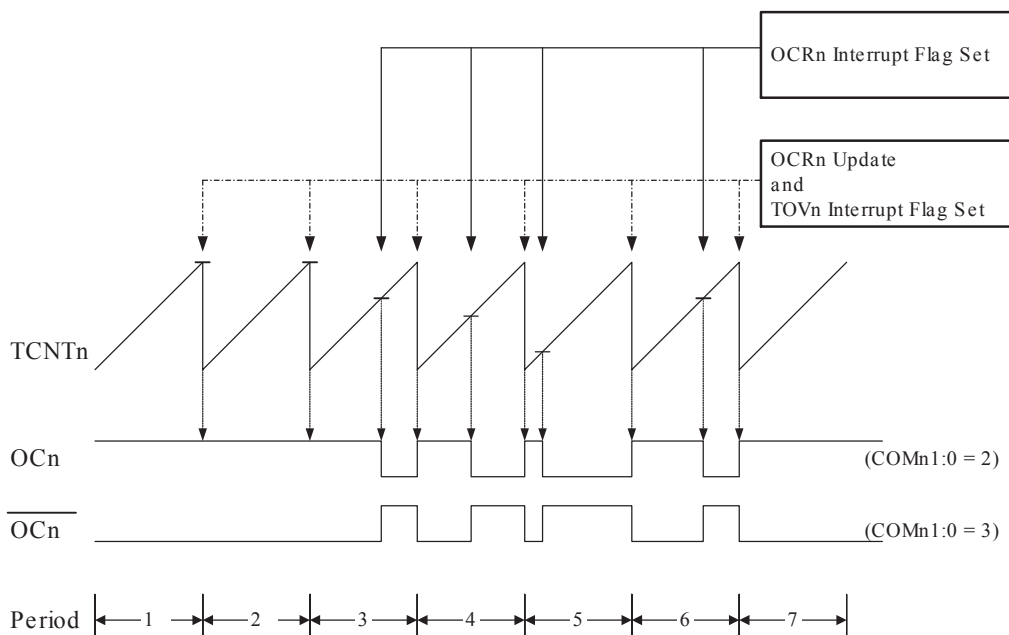 OCRn Interrupt Flag Set
OCRn Update
and
TOVn Interrupt Flag Set
TCNTn
OCn
(COMn1:0 = 2)
OCn
(COMn1:0 = 3)
Period
1
2
3
4
5
6
7